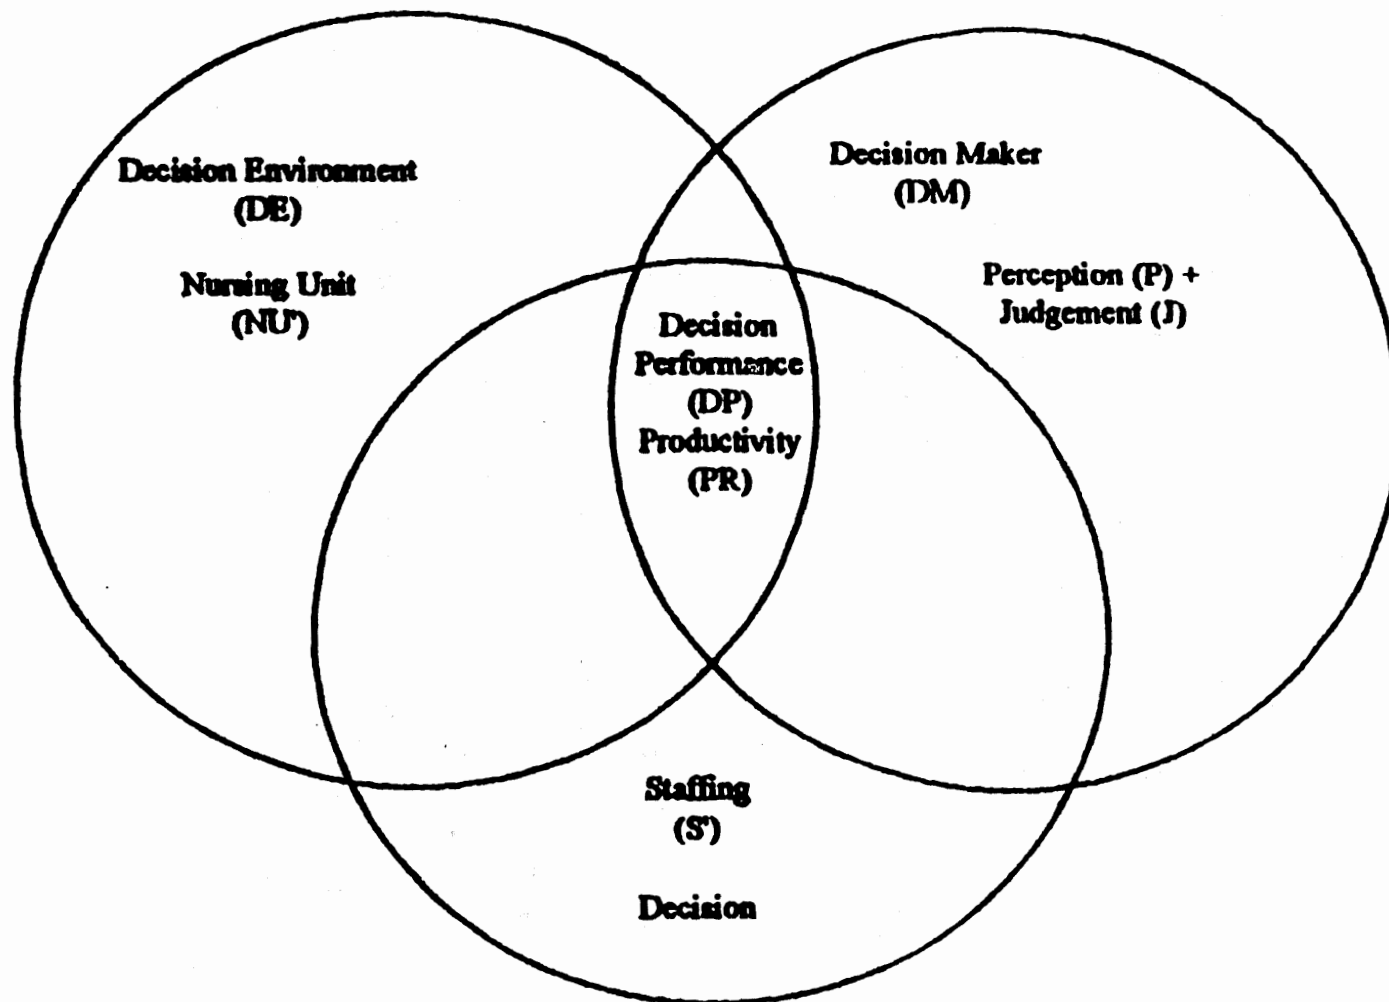 Decision Environment
(DE)
Nursing Unit
(NU')
Decision Maker
(DM)
Perception (P) +
Judgement (J)
Decision
Performance
(DP)
Productivity
(PR)
Staffing
(S')
Decision